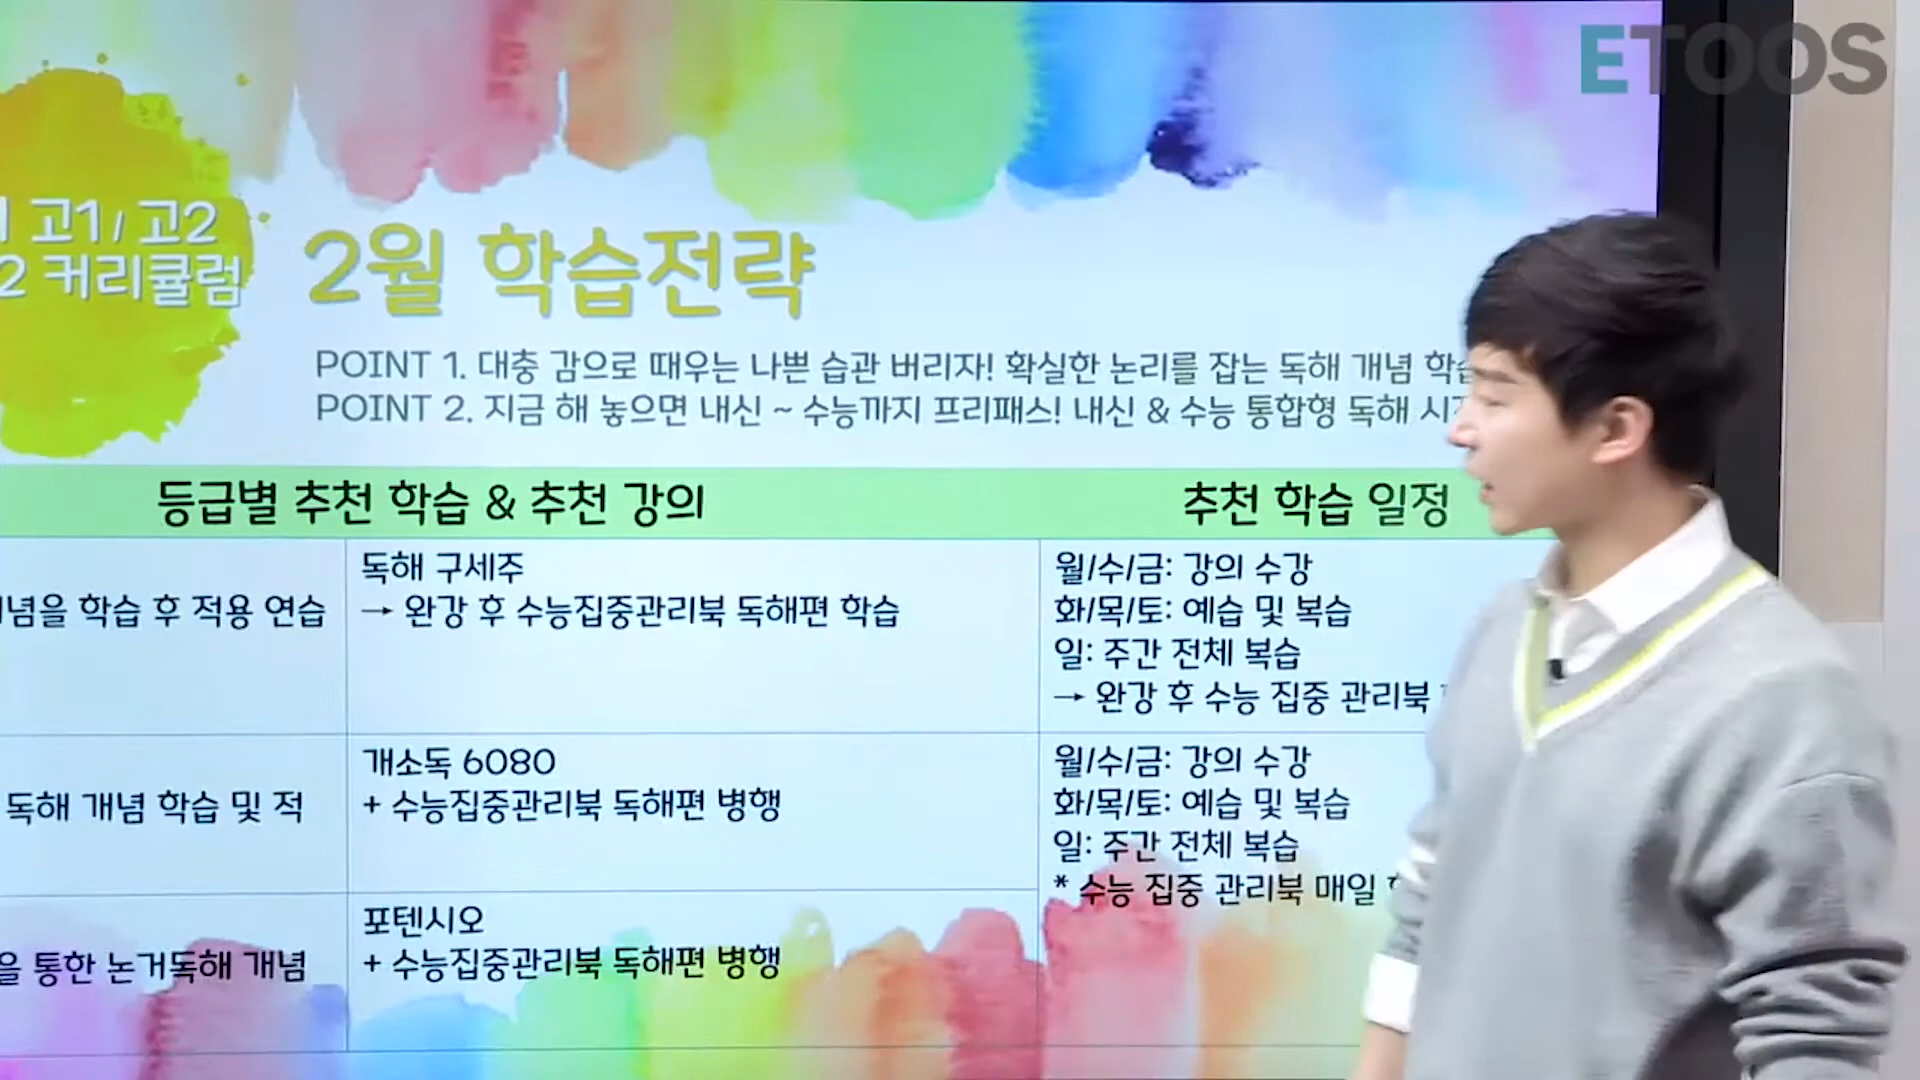 ETOOS
고1 / 고2
2 커리큘럼
2월 학습전략
POINT 1. 대충 감으로 때우는 나쁜 습관 버리자! 확실한 논리를 잡는 독해 개념
POINT 2. 지금 해 놓으면 내신 ~ 수능까지 프리패스! 내신 & 수능 통합형 독해
등급별 추천 학습 & 추천 강의
추천 학습 일정
학습 후 적용 연습
독해 구세주
→ 완강 후 수능집중관리북 독해편 학습
월/수/금: 강의 수강
화/목/토: 예습 및 복습
일: 주간 전체 복습
→ 완강 후 수능 집중 관리북
독해 개념 학습 및 적
개소독 6080
+ 수능집중관리북 독해편 병행
월/수/금: 강의 수강
화/목/토: 예습 및 복습
일: 주간 전체 복습
* 수능 집중 관리북 매일
을 통한 논거독해 개념
포텐시오
+ 수능집중관리북 독해편 병행